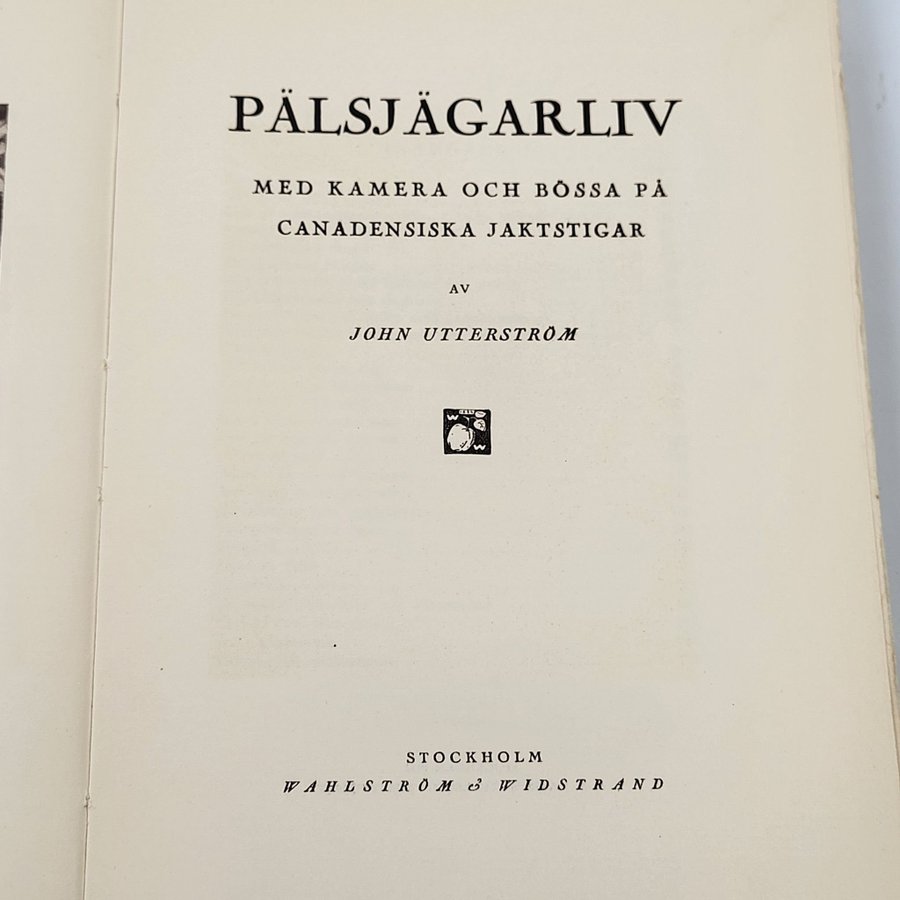 PÄLSJÄGARLIV
MED KAMERA OCH BÖSSA PÅ
CANADENSISKA JAKTSTIGAR
AV
JOHN UTTERSTRÖM
W
W
STOCKHOLM
WAHLSTRÖM & WIDSTRAND